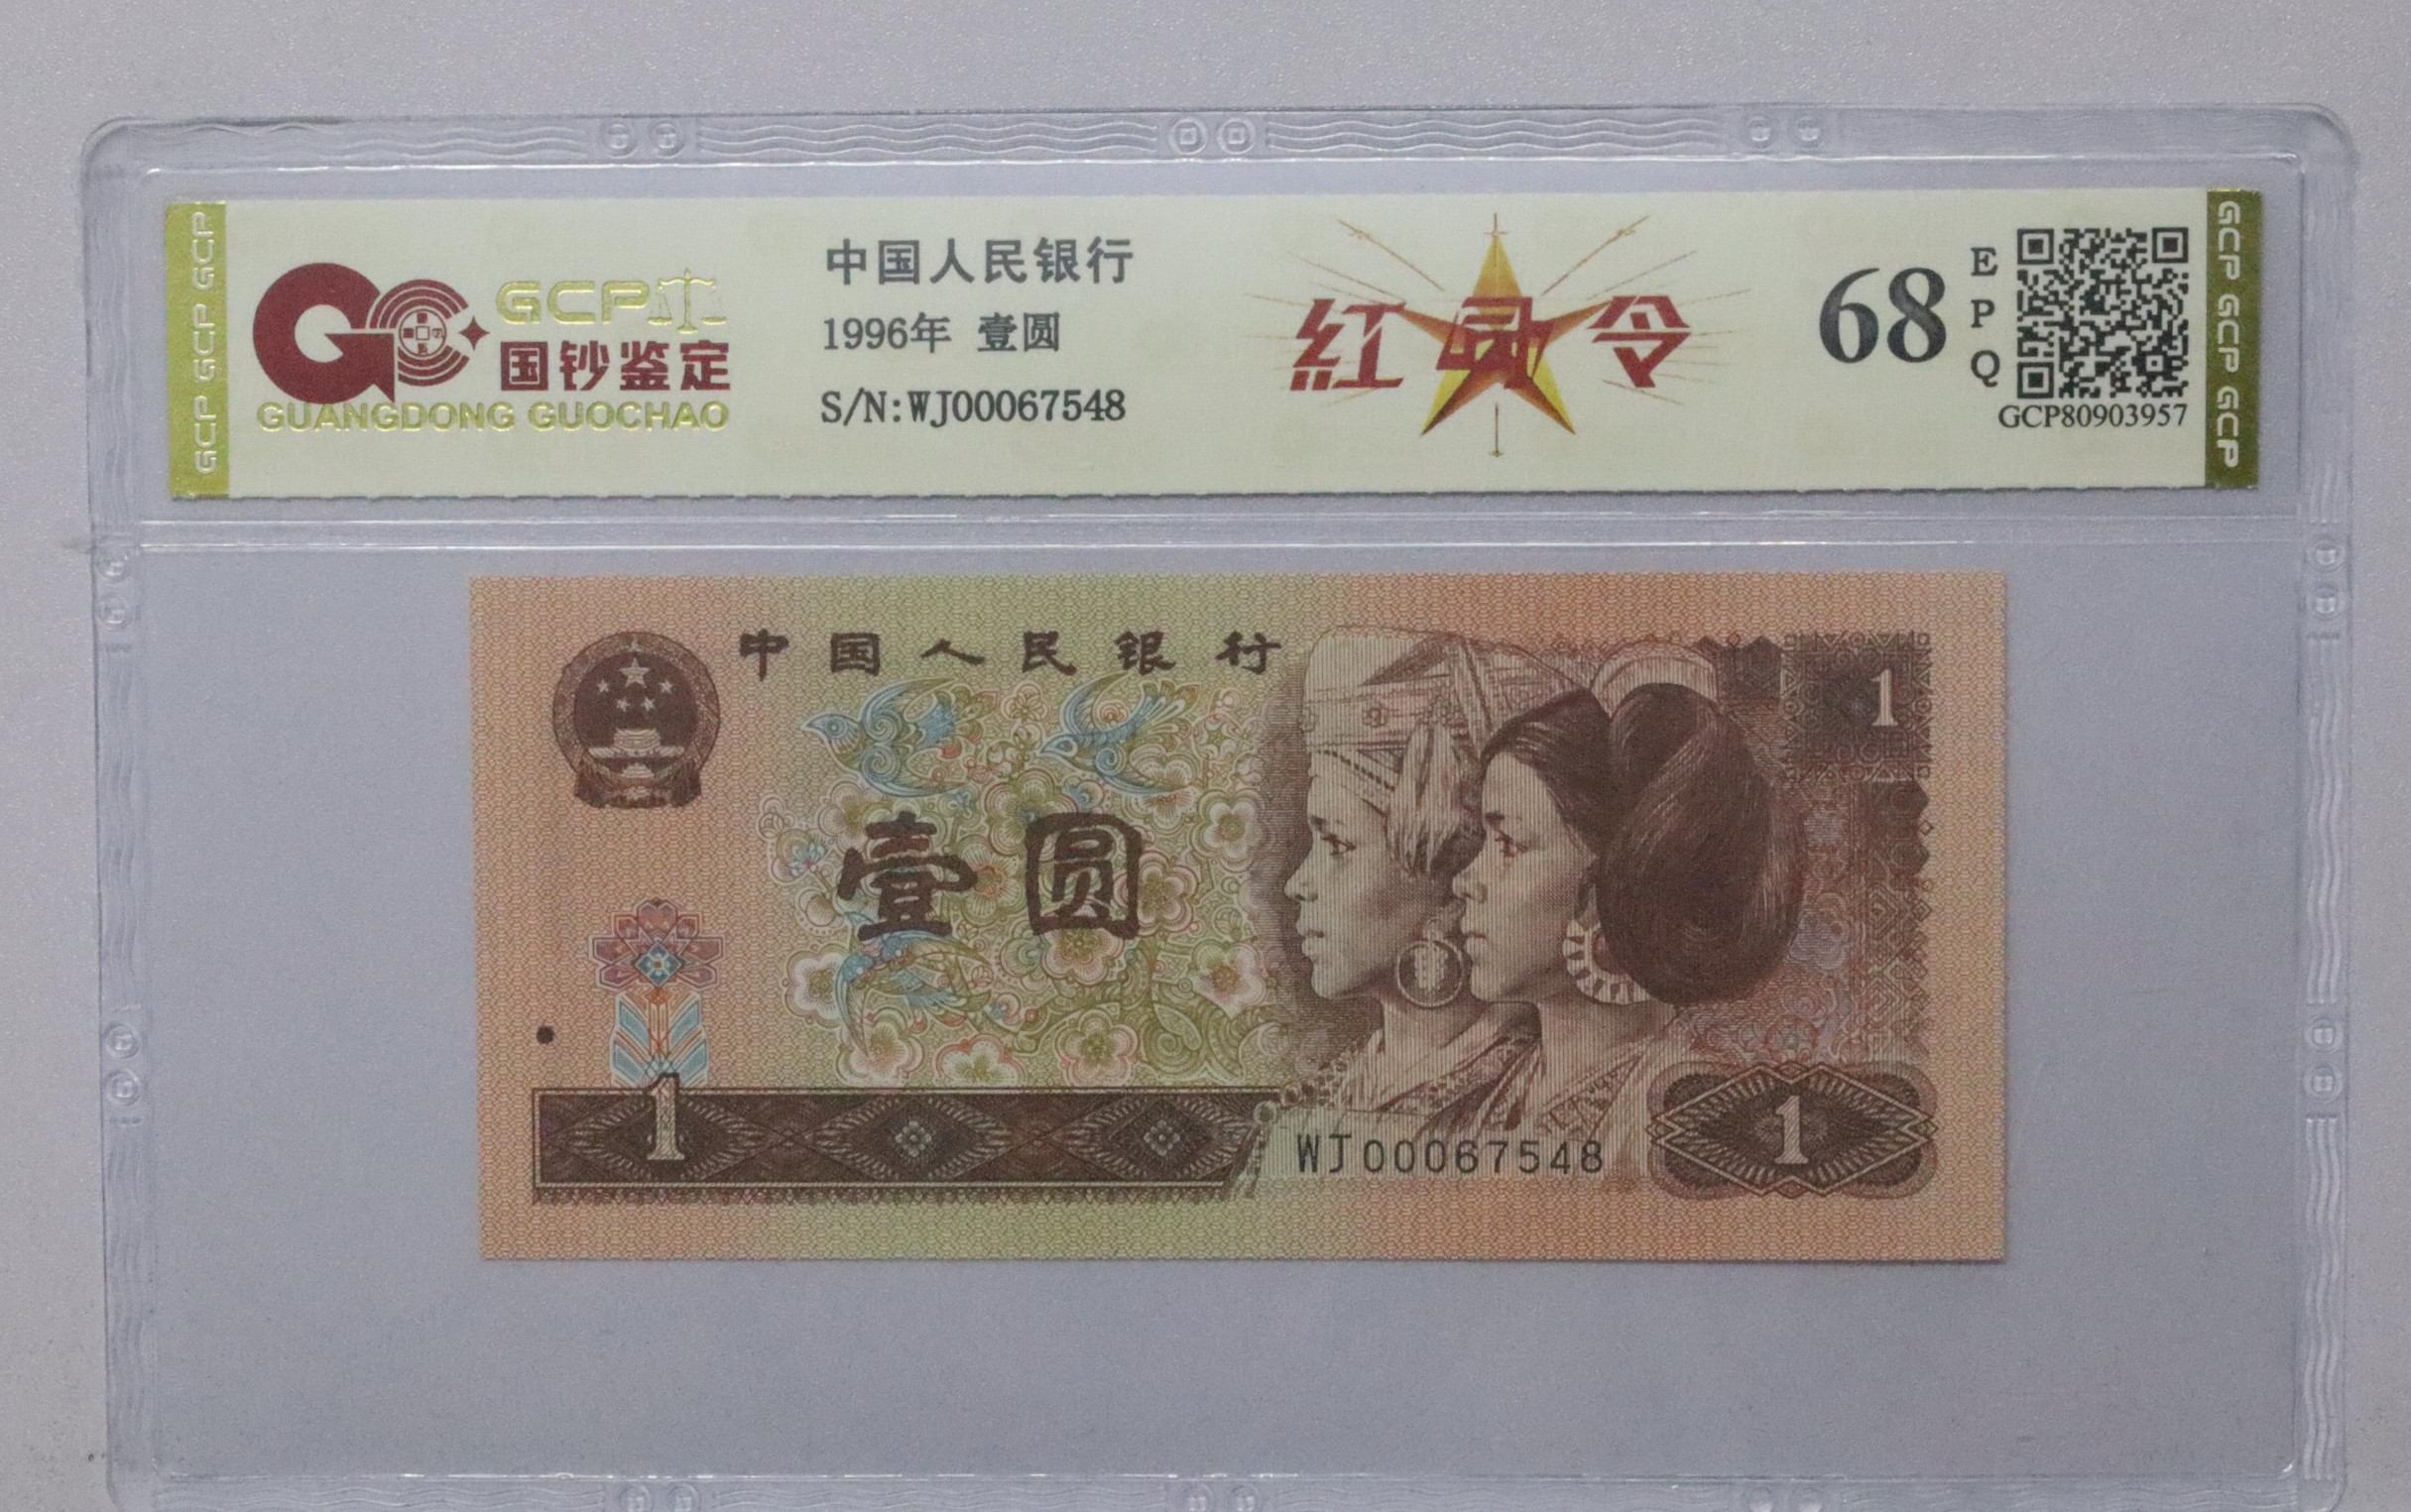 GCP GCP GCP
GCP
国钞鉴定
GUANGDONG GUOCHAO
中国人民银行
1996年 壹圆
S/N:WJ00067548
紅 令
68
EPQ
GCP80903957
GCP GCP GCP
中国人民银行
1
壹圆
1
WJ00067548
1